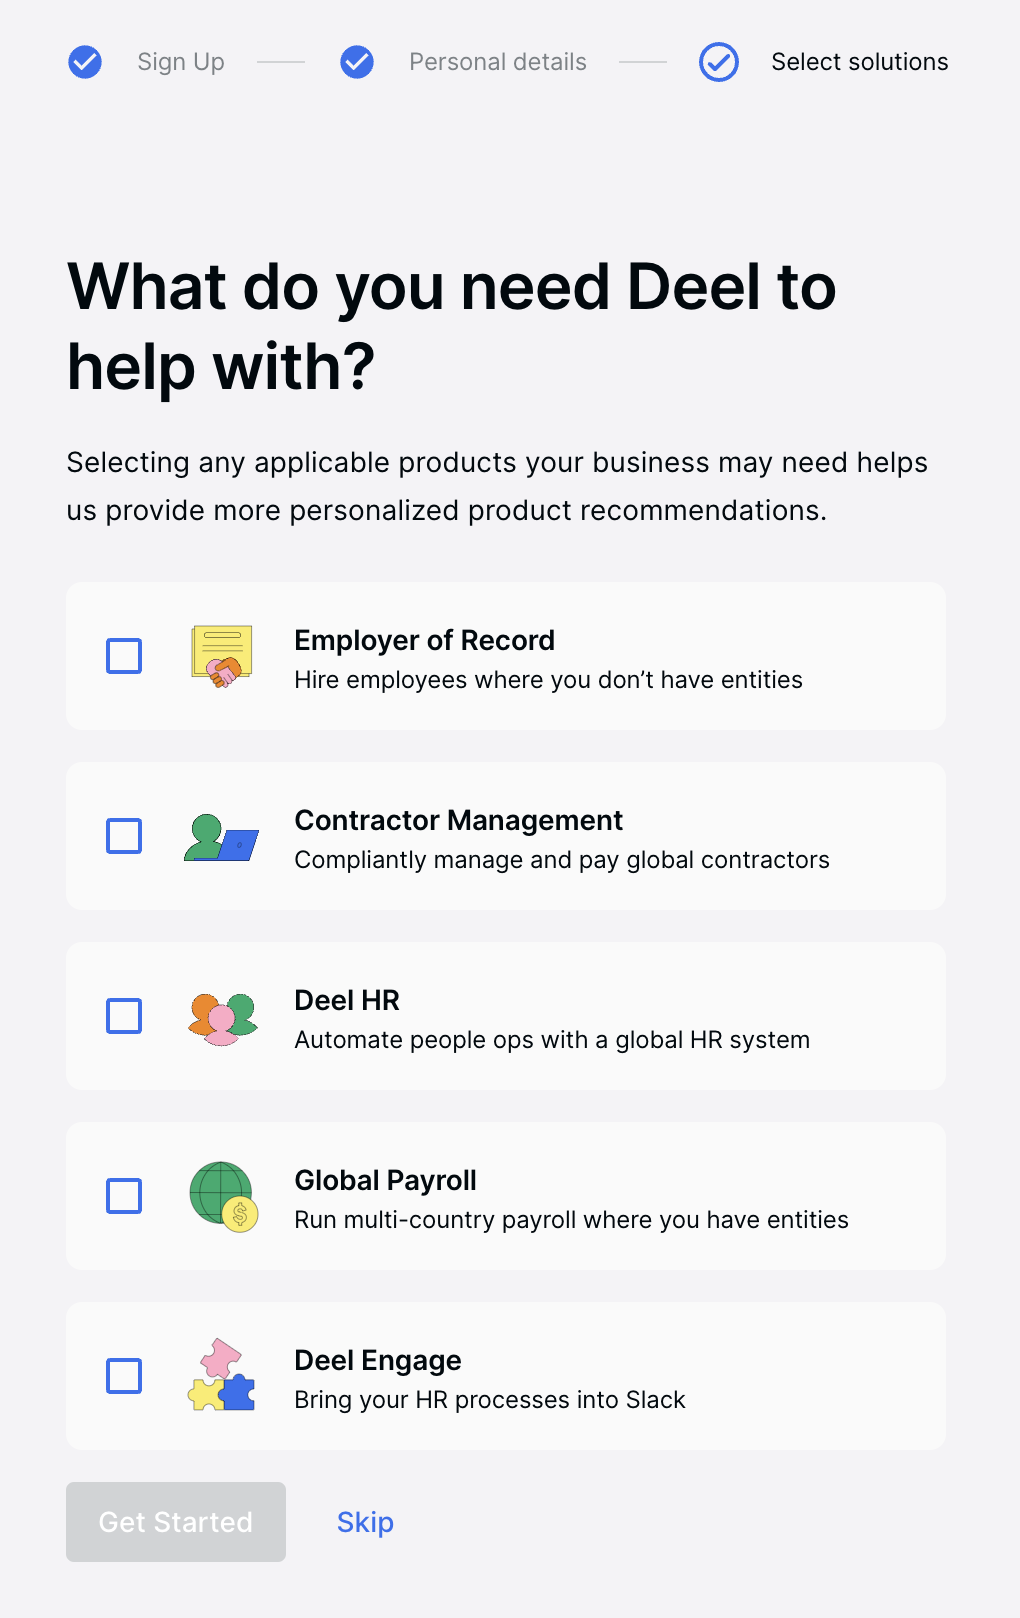 Sign Up
Personal details
Select solutions
What do you need Deel to
help with?
Selecting any applicable products your business may need helps
us provide more personalized product recommendations.
Employer of Record
Hire employees where you don’t have entities
Contractor Management
Compliantly manage and pay global contractors
Deel HR
Automate people ops with a global HR system
$
Global Payroll
Run multi-country payroll where you have entities
Deel Engage
Bring your HR processes into Slack
Get Started
Skip